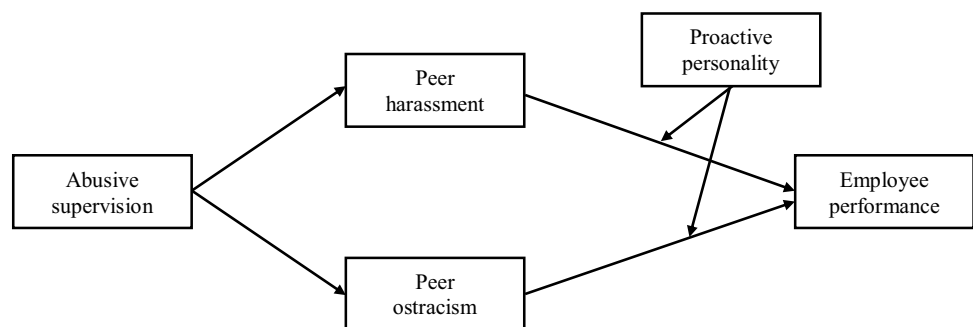 Proactive
personality
Peer
harassment
Abusive
supervision
Employee
performance
Peer
ostracism